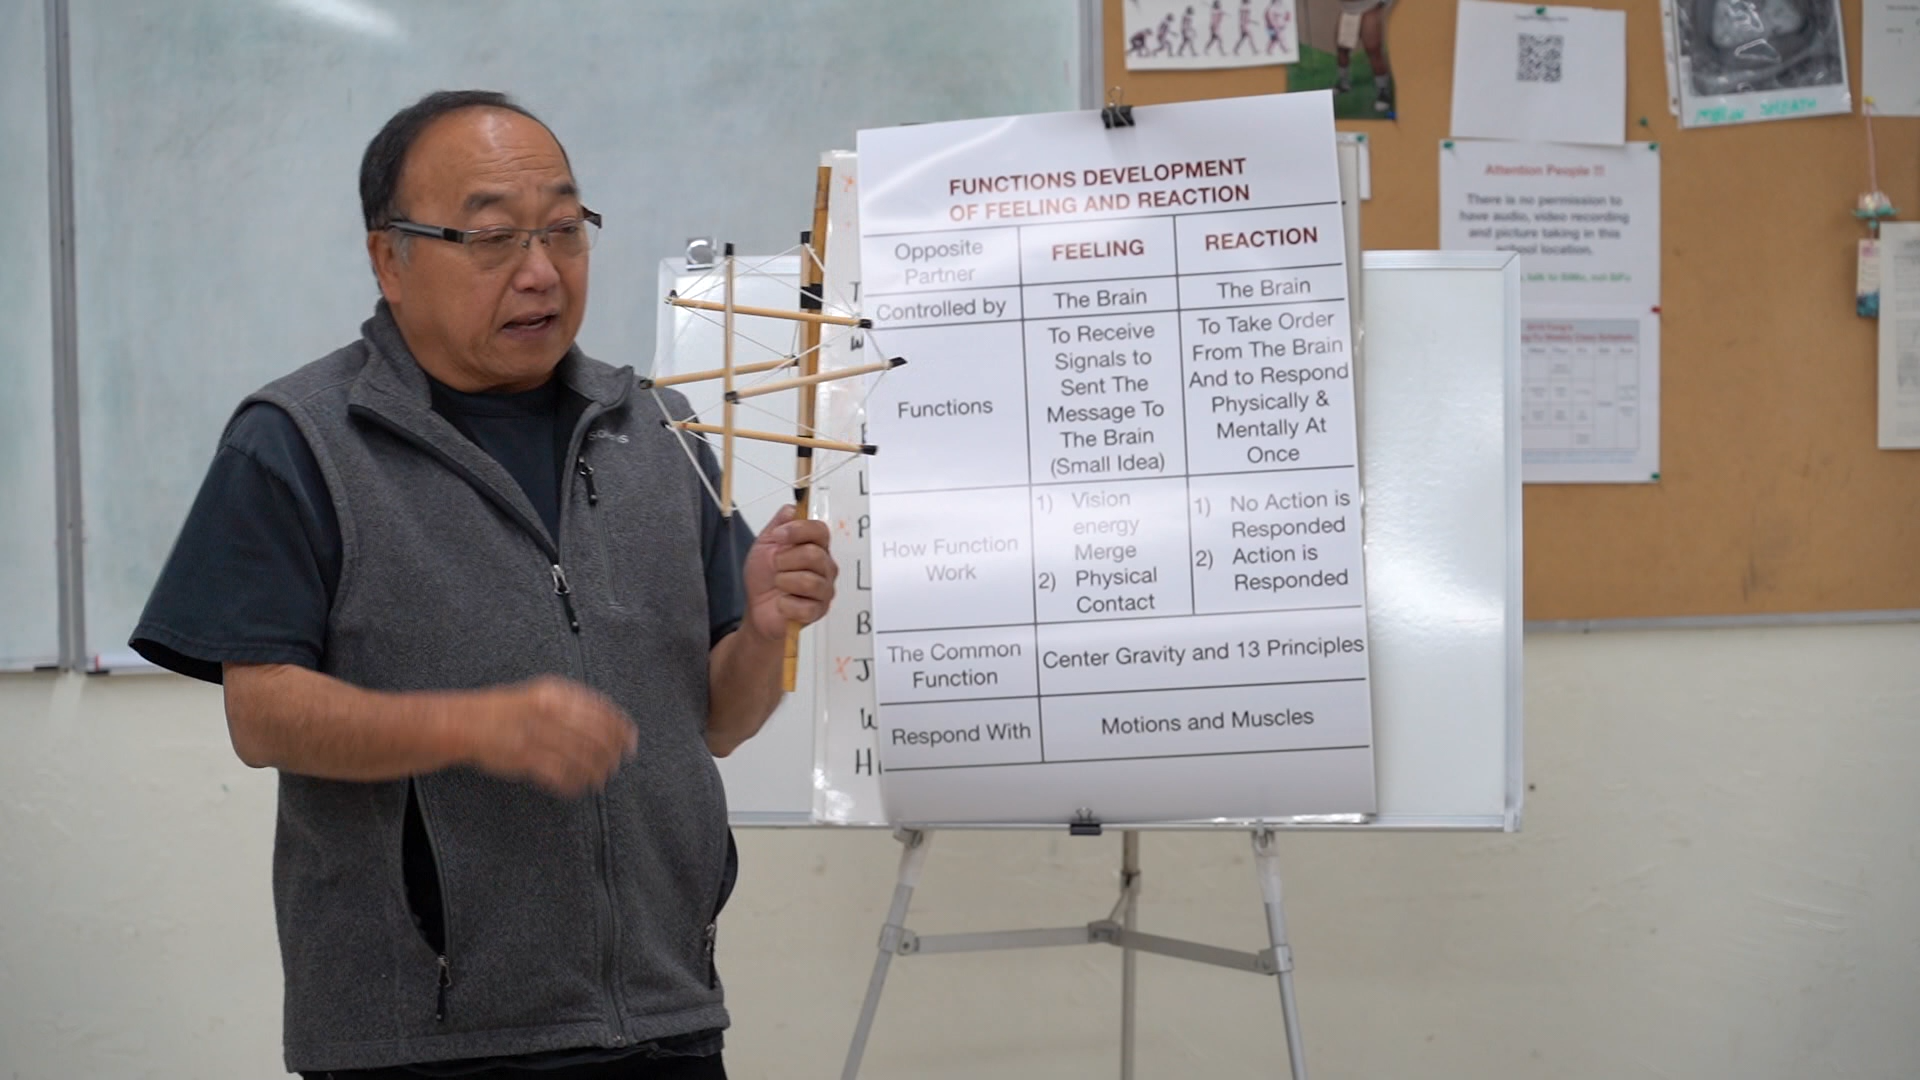 FUNCTIONS DEVELOPMENT
OF FEELING AND REACTION
Opposite
Partner
FEELING
REACTION
Controlled by
The Brain
The Brain
Functions
To Receive
Signals to
Sent The
Message To
The Brain
(Small Idea)
To Take Order
From The Brain
And to Respond
Physically &
Mentally At
Once
How Function
Work
1) Vision
energy
Merge
2) Physical
Contact
1) No Action is
Responded
2) Action is
Responded
The Common
Function
Center Gravity and 13 Principles
Respond With
Motions and Muscles
Attention People !!!
There is no permission to
have audio, video recording
and picture taking in this
school location.